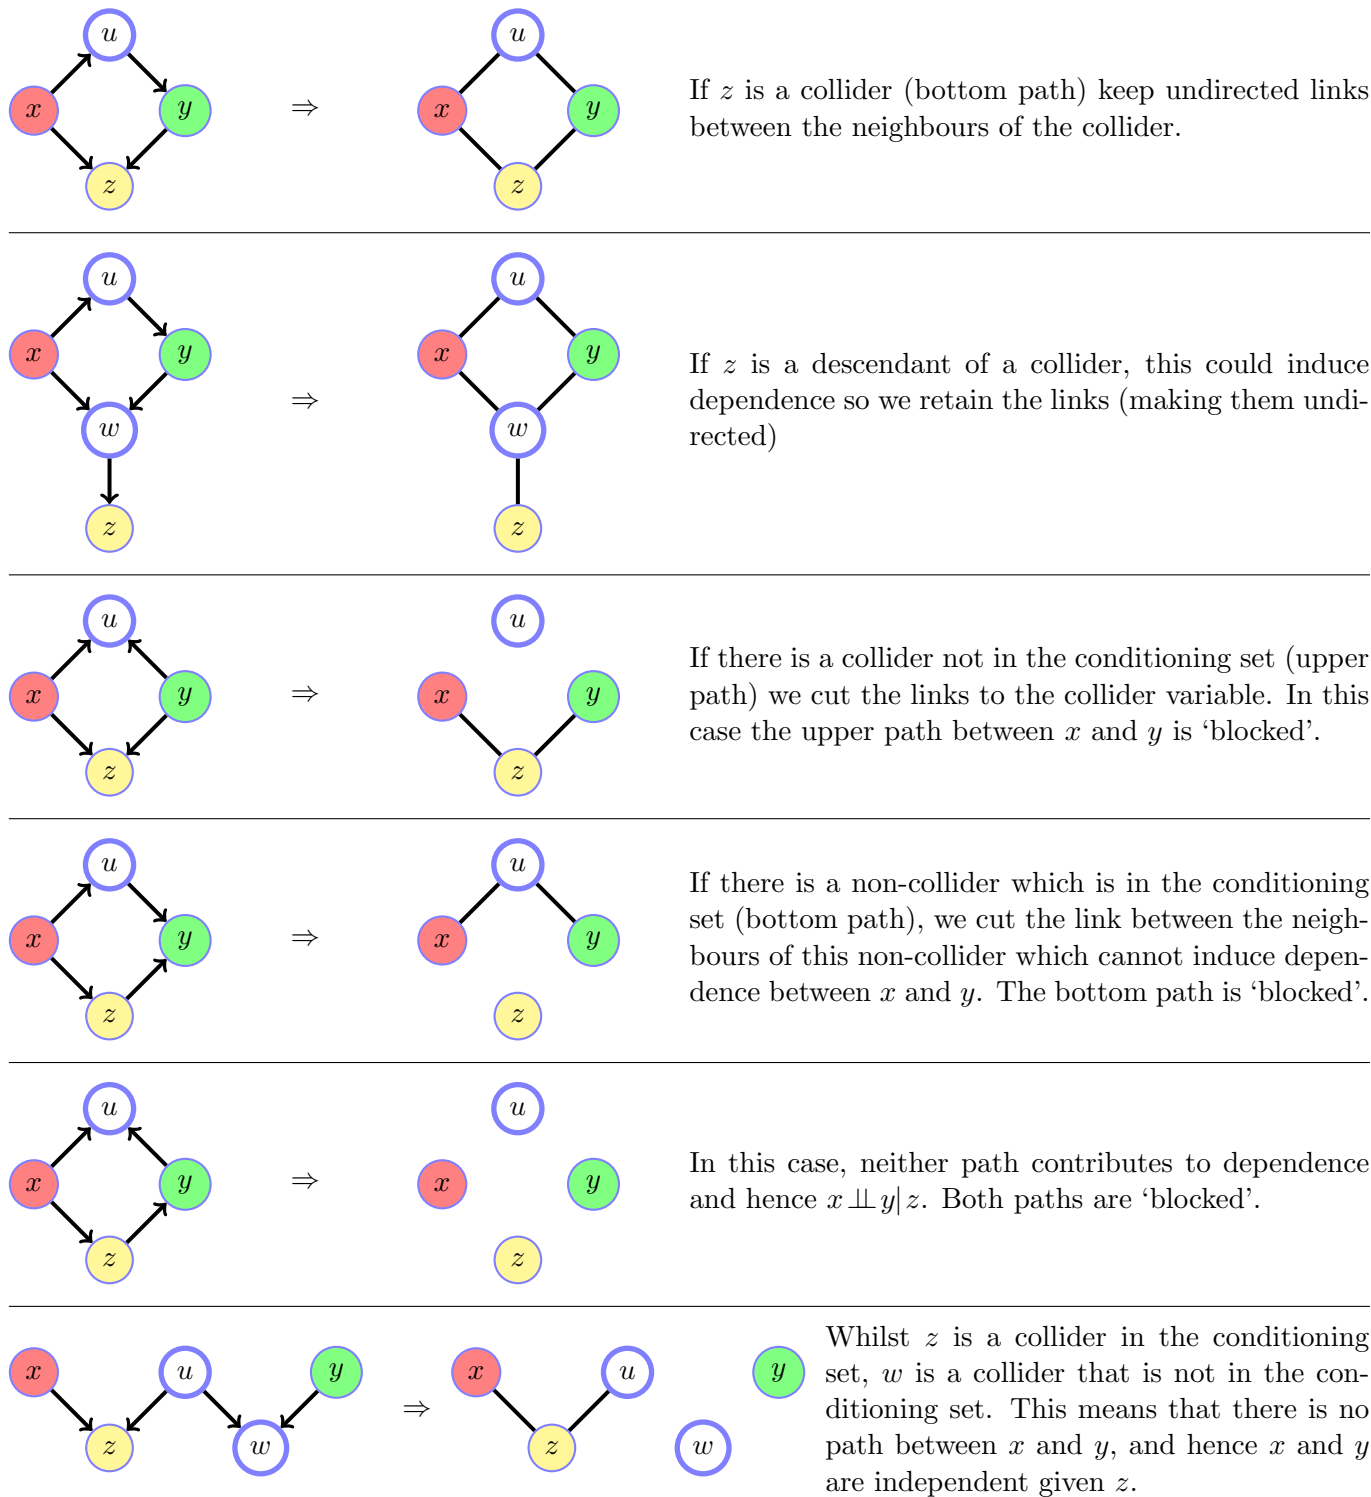 u
u
x
y
⇒
x
y
z
z
If z is a collider (bottom path) keep undirected links
between the neighbours of the collider.
u
u
x
y
⇒
x
y
w
w
z
z
If z is a descendant of a collider, this could induce
dependence so we retain the links (making them undi-
rected)
u
u
x
y
⇒
x
y
z
z
If there is a collider not in the conditioning set (upper
path) we cut the links to the collider variable. In this
case the upper path between x and y is ‘blocked’.
u
u
x
y
⇒
x
y
z
z
If there is a non-collider which is in the conditioning
set (bottom path), we cut the link between the neigh-
bours of this non-collider which cannot induce depen-
dence between x and y. The bottom path is ‘blocked’.
u
u
x
y
⇒
x
y
z
z
In this case, neither path contributes to dependence
and hence x ⊥⊥ y| z. Both paths are ‘blocked’.
x
u
y
z
w
⇒
x
u
y
z
w
Whilst z is a collider in the conditioning
set, w is a collider that is not in the con-
ditioning set. This means that there is no
path between x and y, and hence x and y
are independent given z.